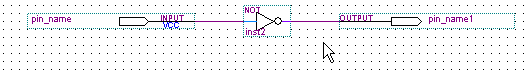 NOT
pin_name INPUT OUTPUT pin_name1
VCC
inst2